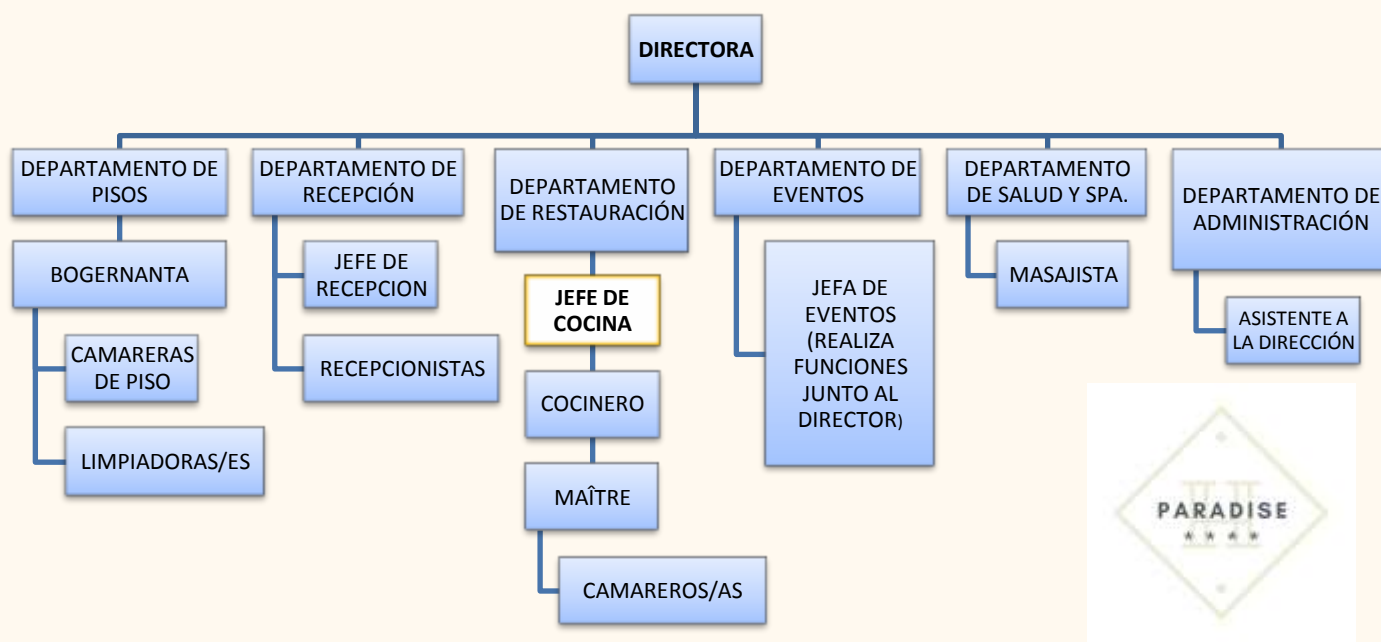 DIRECTORA
DEPARTAMENTO DE
PISOS
BOGERNANTA
CAMARERAS
DE PISO
LIMPIADORAS/ES
DEPARTAMENTO DE
RECEPCIÓN
JEFE DE
RECEPCION
RECEPCIONISTAS
DEPARTAMENTO
DE RESTAURACIÓN
JEFE DE
COCINA
COCINERO
MAÎTRE
CAMAREROS/AS
DEPARTAMENTO DE
EVENTOS
JEFA DE
EVENTOS
(REALIZA
FUNCIONES
JUNTO AL
DIRECTOR)
DEPARTAMENTO
DE SALUD Y SPA.
MASAJISTA
DEPARTAMENTO DE
ADMINISTRACIÓN
ASISTENTE A
LA DIRECCIÓN
PARADISE